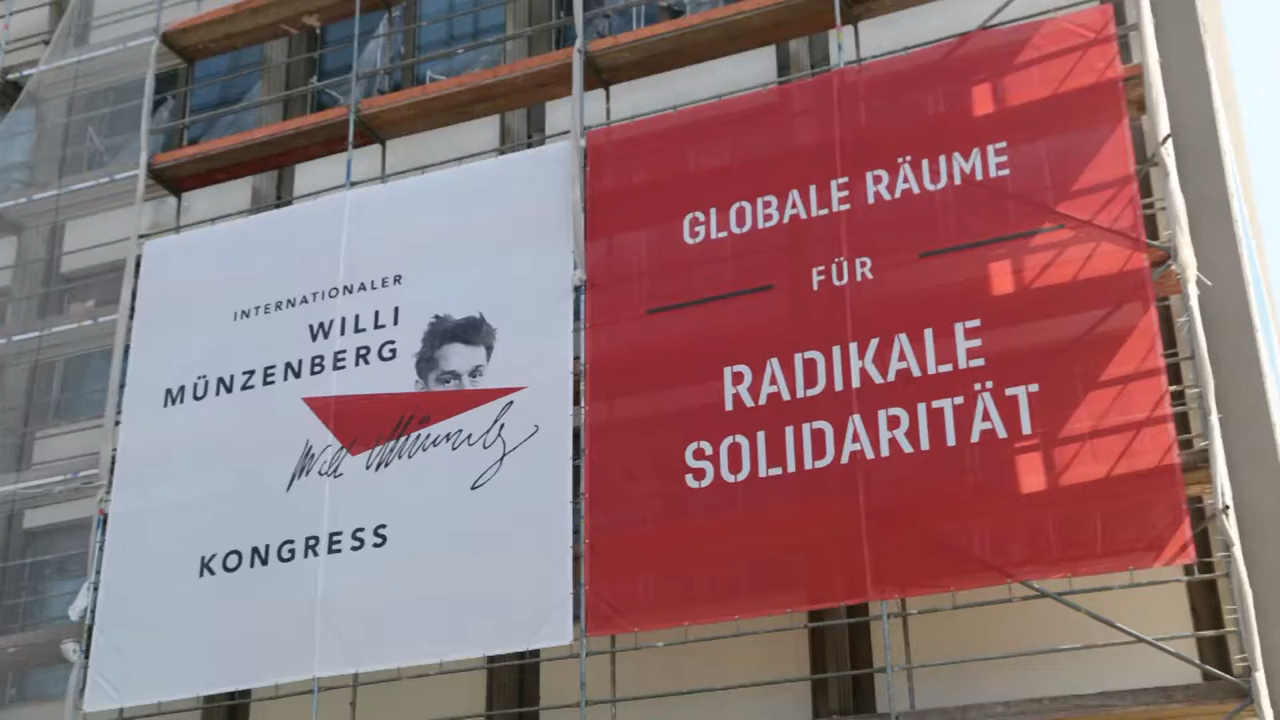 INTERNATIONALER
WILLI
MÜNZENBERG
KONGRESS
GLOBALE RÄUME
FÜR
RADIKALE
SOLIDARITÄT